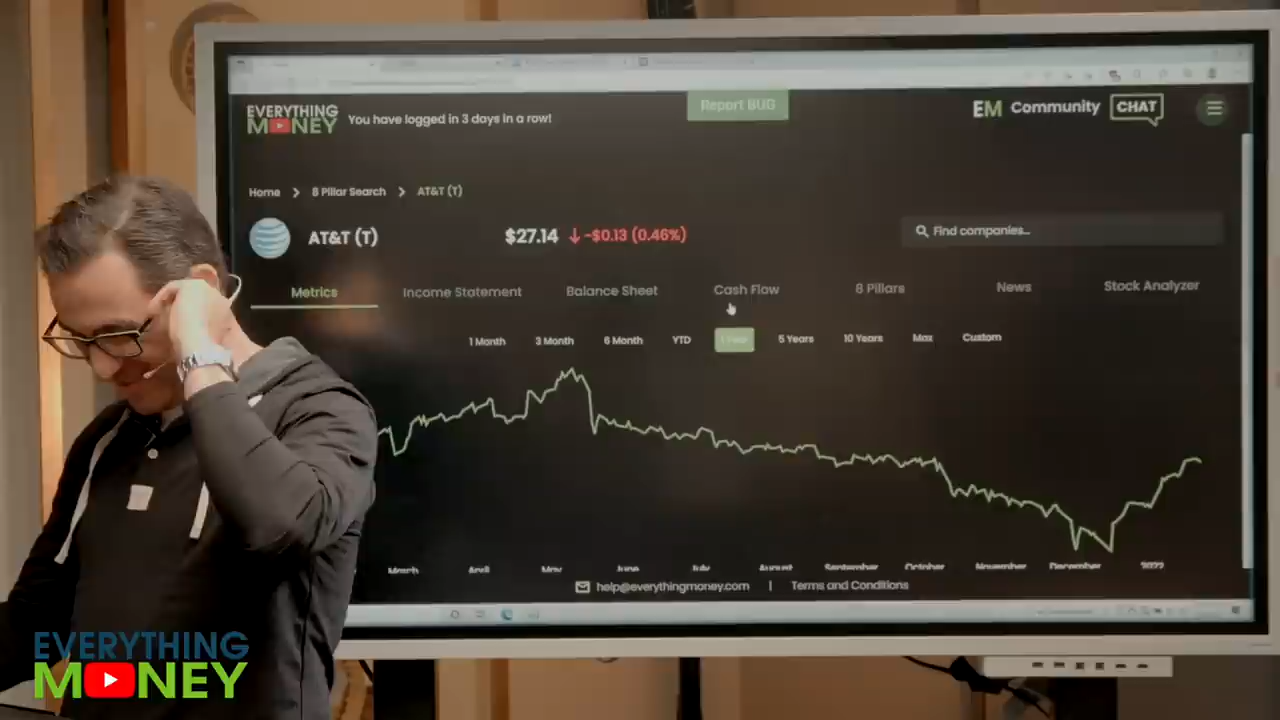 EVERYTHING
MONEY
You have logged in 3 days in a row!
Report BUG
EM Community CHAT
Home > 8 Pillar Search > AT&T (T)
AT&T (T)
$27.14 ↓ -$0.13 (0.46%)
Find companies...
Metrics
Income Statement
Balance Sheet
Cash Flow
8 Pillars
News
Stock Analyzer
1 Month
3 Month
6 Month
YTD
5 Years
10 Years
Max
Custom
March
April
May
June
July
August
September
October
November
December
2022
help@everythingmoney.com | Terms and Conditions
EVERYTHING
MONEY